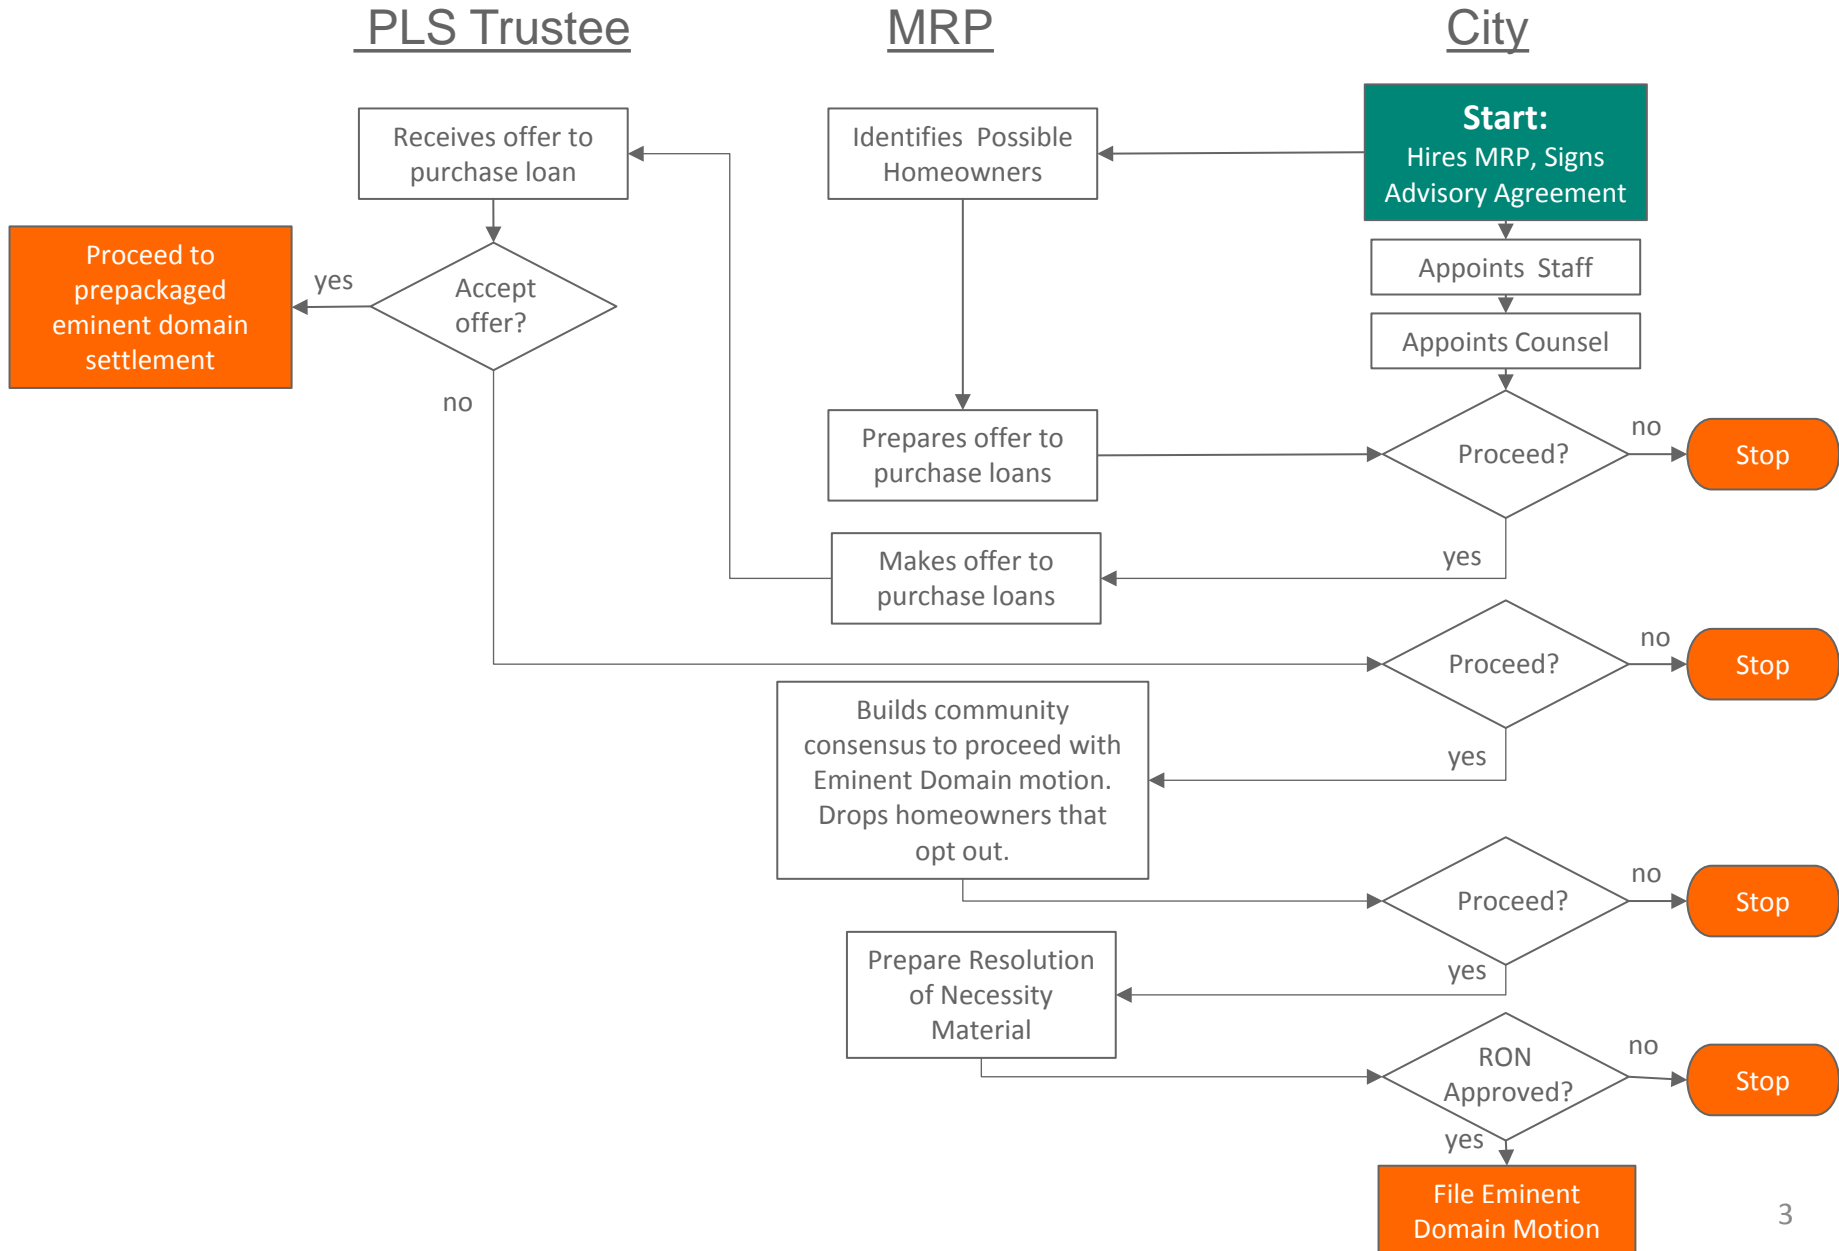 PLS Trustee
MRP
City
Receives offer to
purchase loan
Identifies Possible
Homeowners
Start:
Hires MRP, Signs
Advisory Agreement
Proceed to
prepackaged
eminent domain
settlement
yes
Accept
offer?
no
Appoints Staff
Appoints Counsel
Prepares offer to
purchase loans
Proceed?
no
Stop
yes
Makes offer to
purchase loans
Proceed?
no
Stop
yes
Builds community
consensus to proceed with
Eminent Domain motion.
Drops homeowners that
opt out.
Proceed?
no
Stop
yes
Prepare Resolution
of Necessity
Material
RON
Approved?
no
Stop
yes
File Eminent
Domain Motion
3